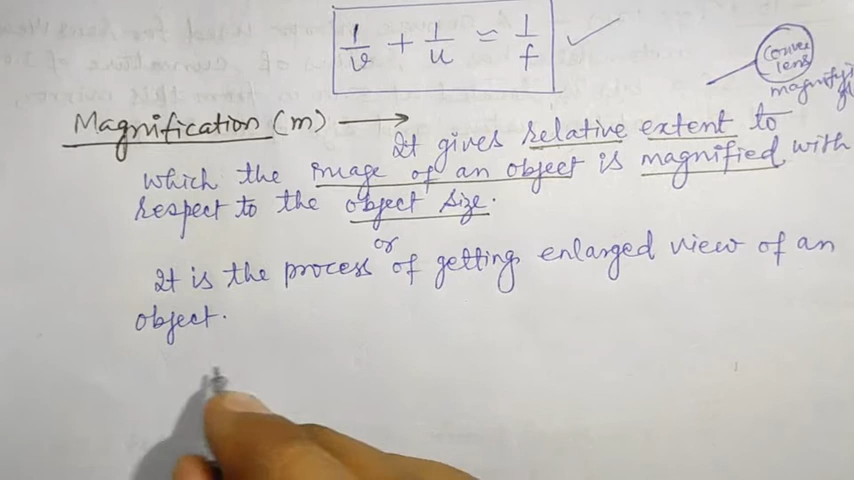 1/v + 1/u = 1/f
convex
lens
Magnification (m) →
It gives relative extent to
which the image of an object is magnified with
respect to the object size.
or
It is the process of getting enlarged view of an
object.